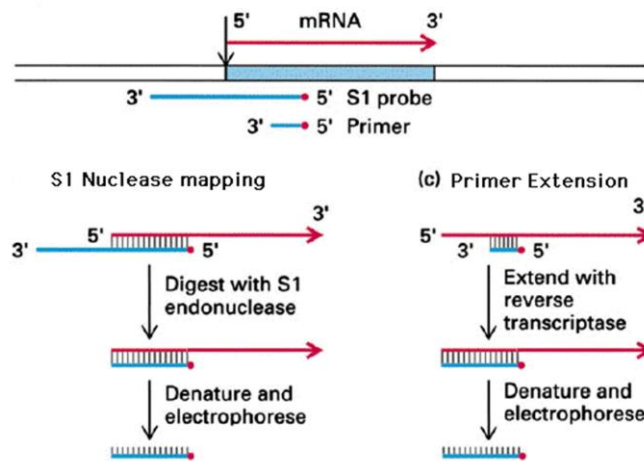 5' mRNA 3'
3' 5' S1 probe
3' 5' Primer
S1 Nuclease mapping
(c) Primer Extension
3'
5'
3' 5'
Digest with S1
endonuclease
Denature and
electrophorese
3
5'
3' 5'
Extend with
reverse
transcriptase
Denature and
electrophorese